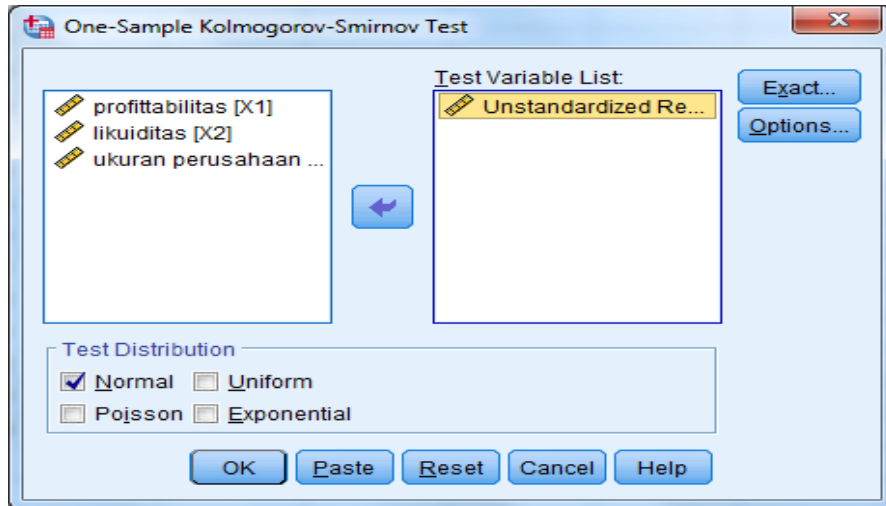 One-Sample Kolmogorov-Smirnov Test
Test Variable List:
profittabilitas [X1]
likuiditas [X2]
ukuran perusahaan ...
Unstandardized Re...
Exact...
Options...
Test Distribution
Normal Uniform
Poisson Exponential
OK Paste Reset Cancel Help